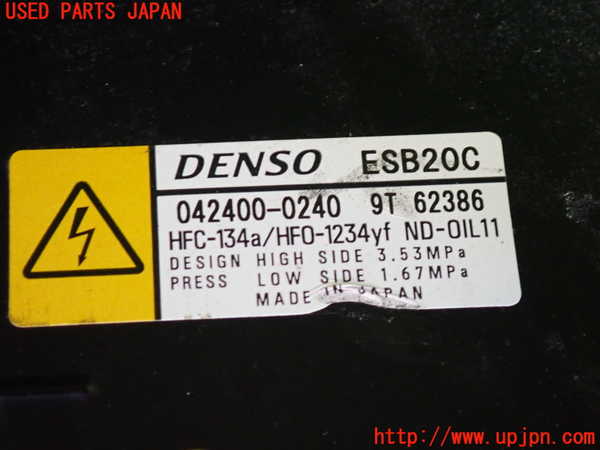 USED PARTS JAPAN
DENSO ESB20C
042400-0240 9T 62386
HFC-134a/HFO-1234yf ND-OIL11
DESIGN HIGH SIDE 3.53MPa
PRESS LOW SIDE 1.67MPa
MADE IN JAPAN
http://www.upjpn.com/